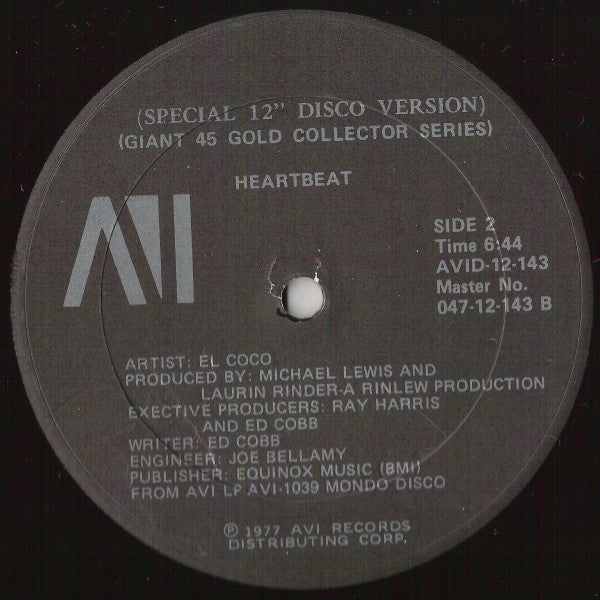 (SPECIAL 12" DISCO VERSION)
(GIANT 45 GOLD COLLECTOR SERIES)
HEARTBEAT
AVI
SIDE 2
Time 6:44
AVID-12-143
Master No.
047-12-143 B
ARTIST: EL COCO
PRODUCED BY: MICHAEL LEWIS AND
LAURIN RINDER-A RINLEW PRODUCTION
EXECTIVE PRODUCERS: RAY HARRIS
AND ED COBB
WRITER: ED COBB
ENGINEER: JOE BELLAMY
PUBLISHER: EQUINOX MUSIC (BMI)
FROM AVI LP AVI-1039 MONDO DISCO
Ⓟ 1977 AVI RECORDS
DISTRIBUTING CORP.